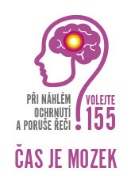 PŘI NÁHLÉM
OCHRNUTÍ
A PORUŠE ŘEČI
VOLEJTE
155
ČAS JE MOZEK